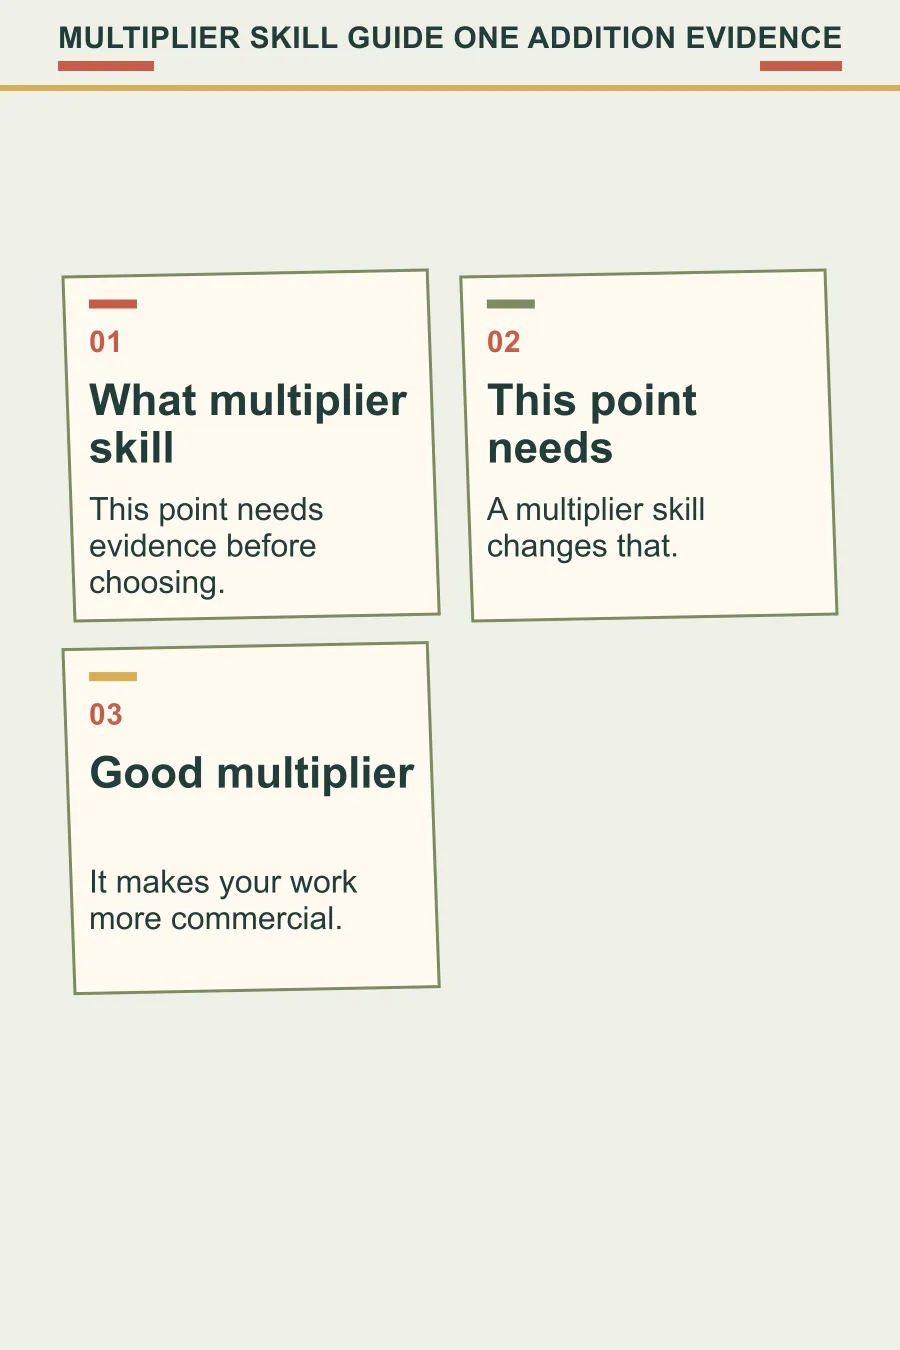 MULTIPLIER SKILL GUIDE ONE ADDITION EVIDENCE
01
What multiplier
skill
This point needs
evidence before
choosing.
02
This point
needs
A multiplier skill
changes that.
03
Good multiplier
It makes your work
more commercial.